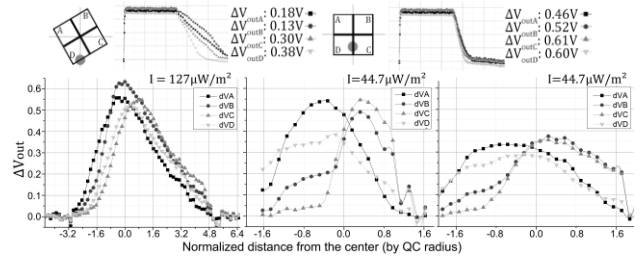 A B
D C
ΔV outA : 0.18V
ΔV outB : 0.13V
ΔV outC : 0.30V
ΔV outD : 0.38V
A B
D C
ΔV outA : 0.46V
ΔV outB : 0.52V
ΔV outC : 0.61V
ΔV outD : 0.60V
I = 127μW/m²
I=44.7μW/m²
I=44.7μW/m²
dVA
dVB
dVC
dVD
dVA
dVB
dVC
dVD
dVA
dVB
dVC
dVD
ΔVout
0.6
0.5
0.4
0.3
0.2
0.1
0.0
-3.2 -1.6 0.0 1.6 3.2 4.8 6.4
-1.6 -0.8 0.0 0.8 1.6
-1.6 -0.8 0.0 0.8 1.6
Normalized distance from the center (by QC radius)